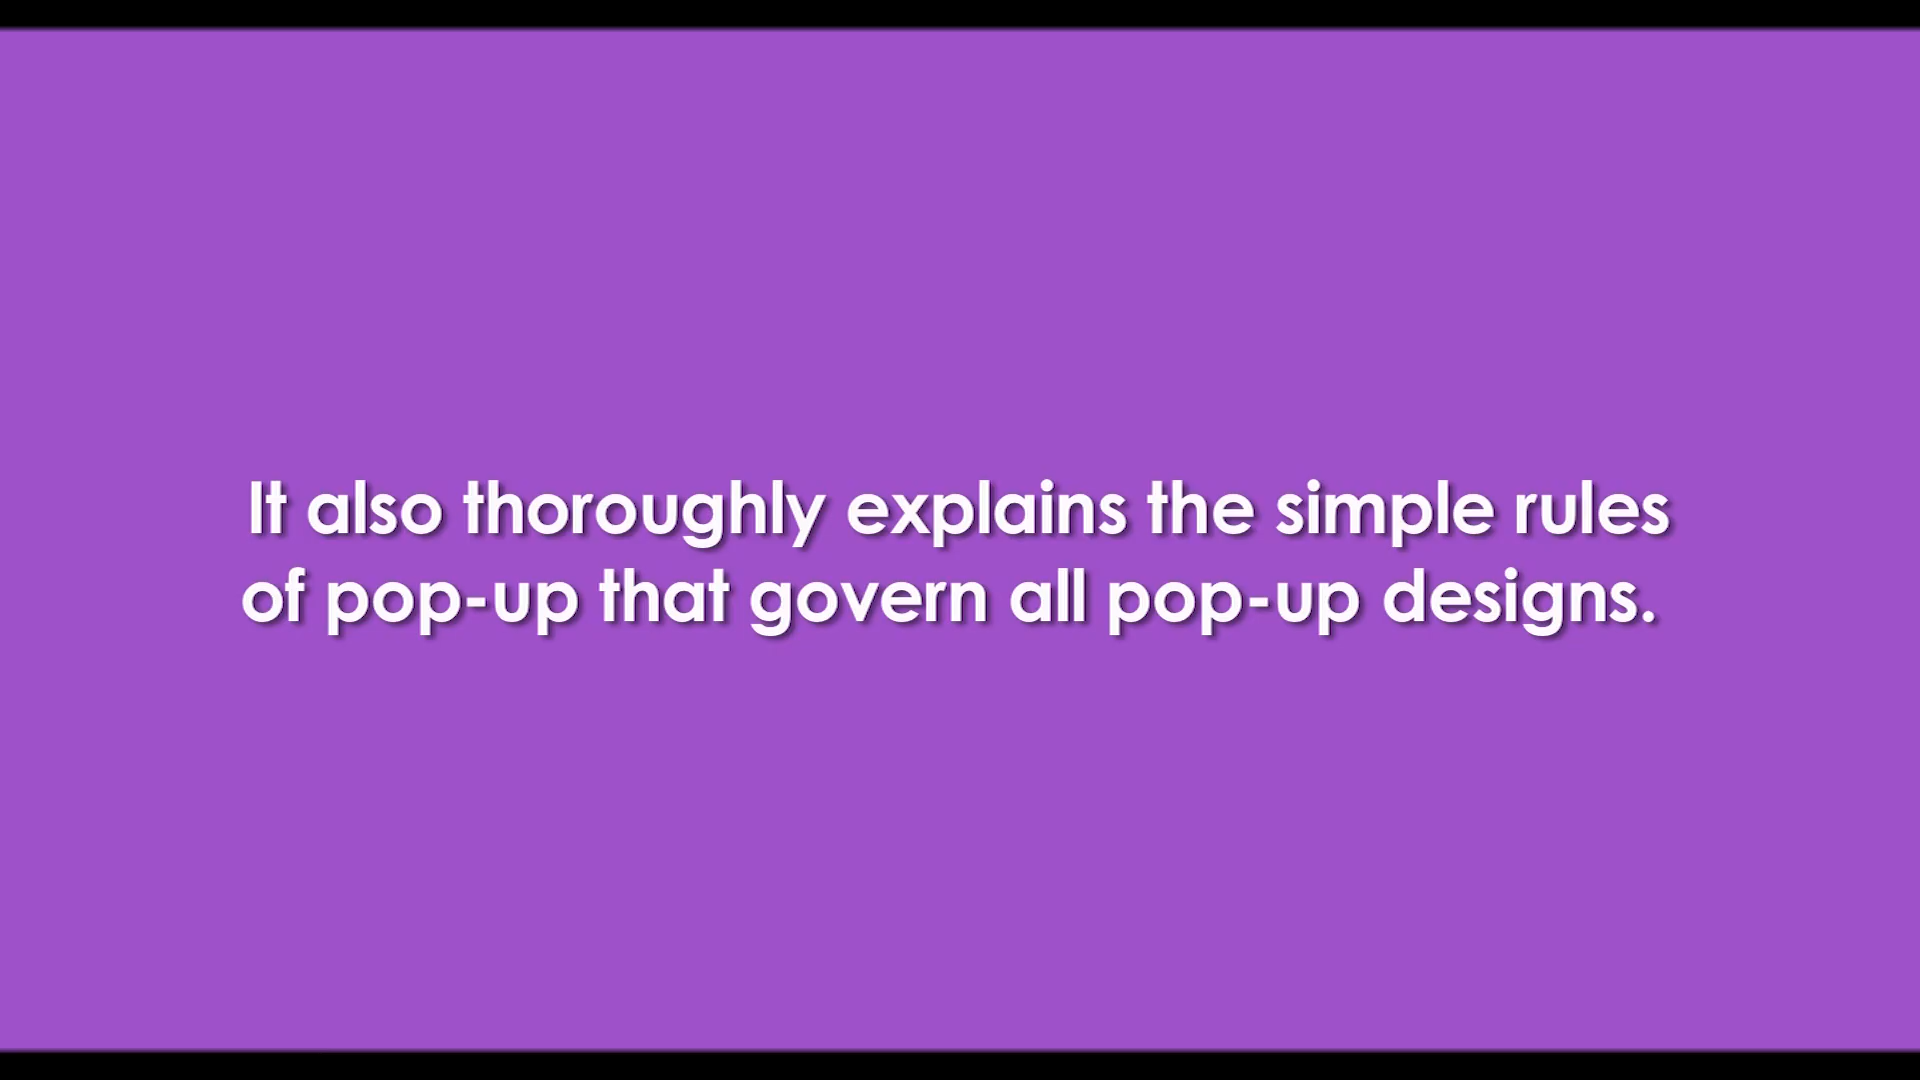 It also thoroughly explains the simple rules
of pop-up that govern all pop-up designs.